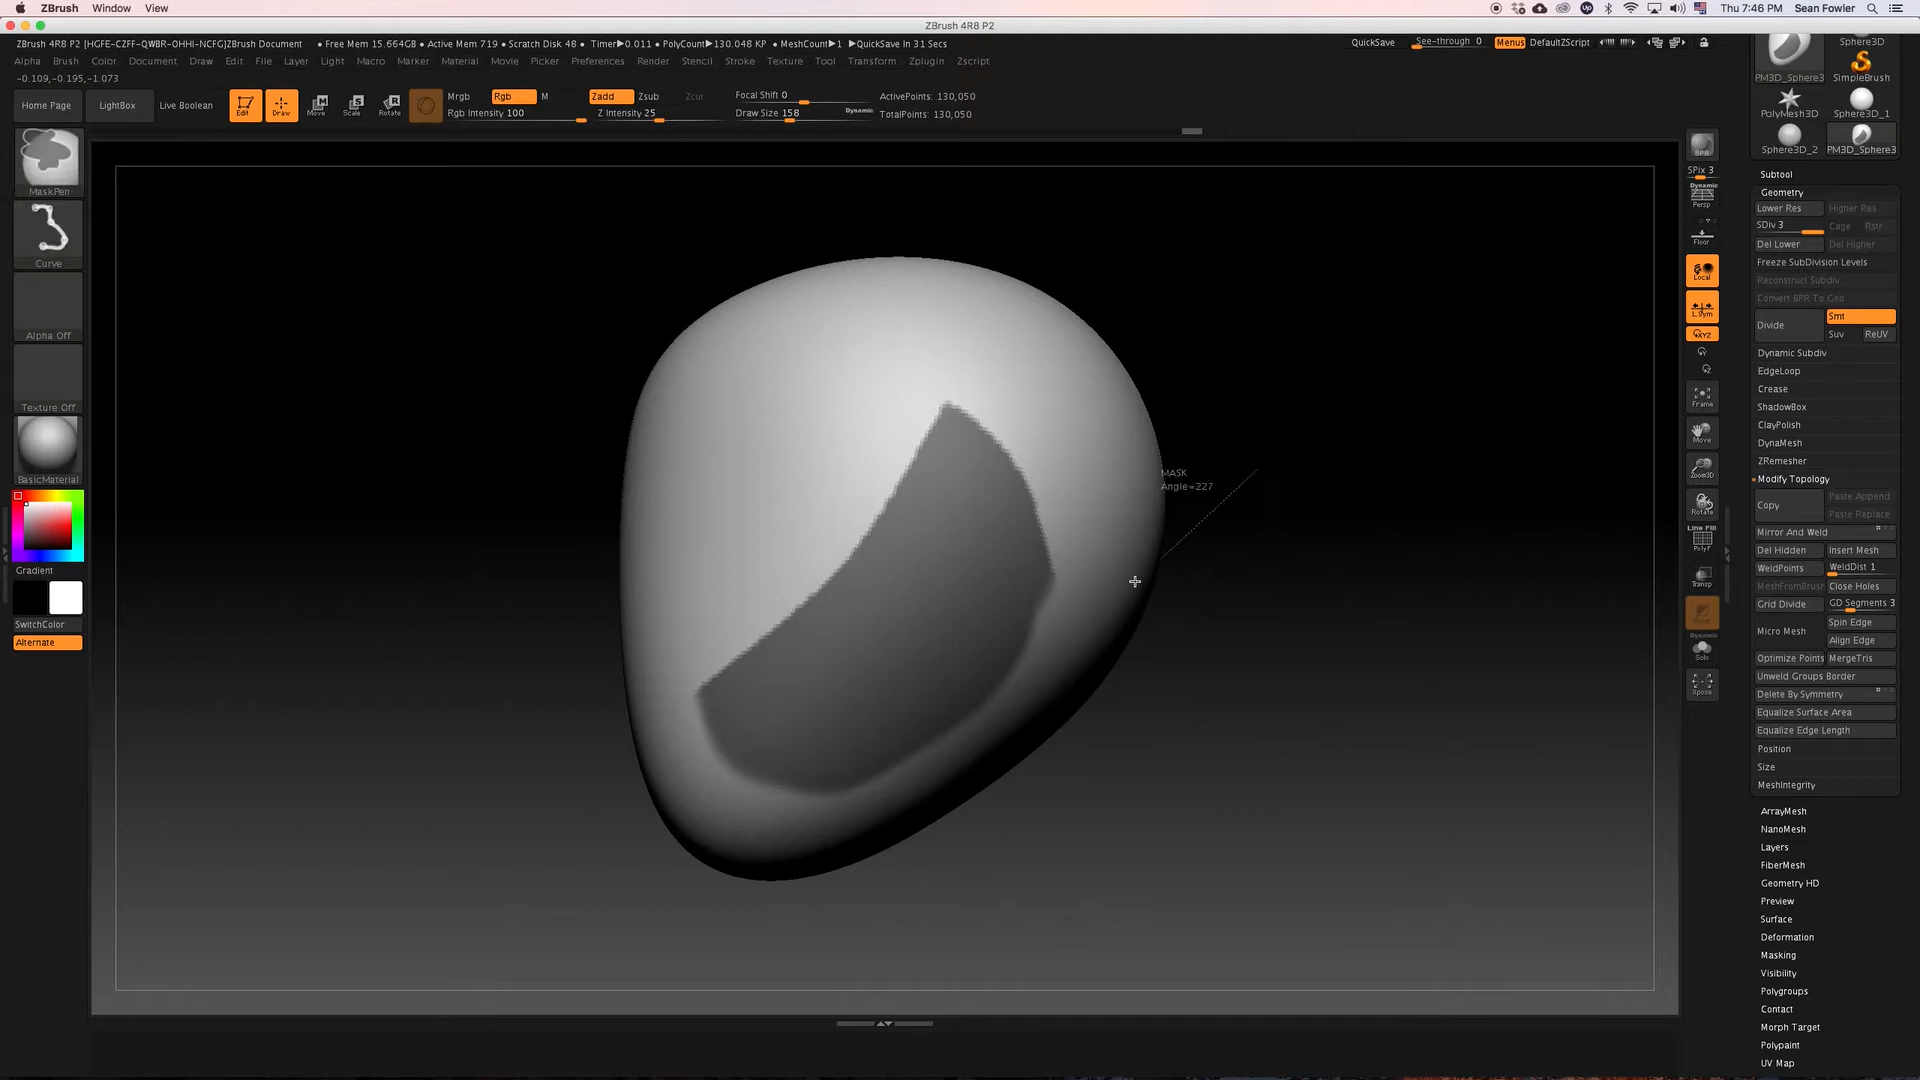 ZBrush Window View Thu 7:46 PM Sean Fowler
ZBrush 4R8 P2
ZBrush 4R8 P2 [HGFE-CZFF-QWBR-OHHI-NCFG]ZBrush Document • Free Mem 15.664GB • Active Mem 719 • Scratch Disk 48 • Timer▶0.011 • PolyCount▶130.048 KP • MeshCount▶1 ▶QuickSave In 31 Secs QuickSave See-through 0 Menus DefaultZScript
Alpha Brush Color Document Draw Edit File Layer Light Macro Marker Material Movie Picker Preferences Render Stencil Stroke Texture Tool Transform Zplugin Zscript
-0.109,-0.195,-1.073
Home Page LightBox Live Boolean Edit Draw Move Scale Rotate
Mrgb Rgb M Zadd Zsub Zcut Focal Shift 0 ActivePoints: 130,050
Rgb Intensity 100 Z Intensity 25 Draw Size 158 Dynamic TotalPoints: 130,050
MaskPen
Curve
Alpha Off
Texture Off
BasicMaterial
Gradient
SwitchColor
Alternate
MASK
Angle=227
BPR
SPix 3
Dynamic
Persp
Floor
Local
L.Sym
XYZ
Frame
Move
Zoom3D
Rotate
Line Fill
PolyF
Transp
Dynamic
Solo
Xpose
Sphere3D
PM3D_Sphere3 SimpleBrush
PolyMesh3D Sphere3D_1
Sphere3D_2 PM3D_Sphere3
Subtool
Geometry
Lower Res Higher Res
SDiv 3 Cage Rstr
Del Lower Del Higher
Freeze SubDivision Levels
Reconstruct Subdiv
Convert BPR To Geo
Divide Smt
Suv ReUV
Dynamic Subdiv
EdgeLoop
Crease
ShadowBox
ClayPolish
DynaMesh
ZRemesher
Modify Topology
Copy Paste Append
Paste Replace
Mirror And Weld
Del Hidden Insert Mesh
WeldPoints WeldDist 1
MeshFromBrush Close Holes
Grid Divide GD Segments 3
Micro Mesh Spin Edge
Align Edge
Optimize Points MergeTris
Unweld Groups Border
Delete By Symmetry
Equalize Surface Area
Equalize Edge Length
Position
Size
MeshIntegrity
ArrayMesh
NanoMesh
Layers
FiberMesh
Geometry HD
Preview
Surface
Deformation
Masking
Visibility
Polygroups
Contact
Morph Target
Polypaint
UV Map